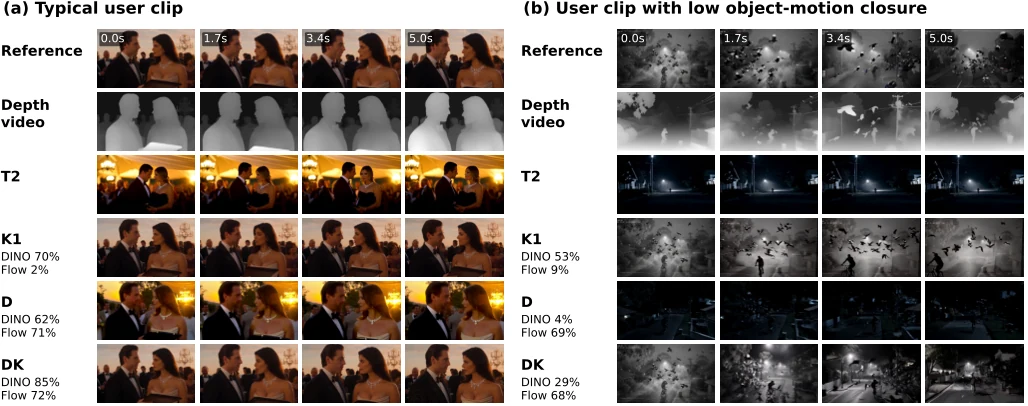 (a) Typical user clip
Reference
0.0s
1.7s
3.4s
5.0s
Depth
video
T2
K1
DINO 70%
Flow 2%
D
DINO 62%
Flow 71%
DK
DINO 85%
Flow 72%
(b) User clip with low object-motion closure
Reference
0.0s
1.7s
3.4s
5.0s
Depth
video
T2
K1
DINO 53%
Flow 9%
D
DINO 4%
Flow 69%
DK
DINO 29%
Flow 68%